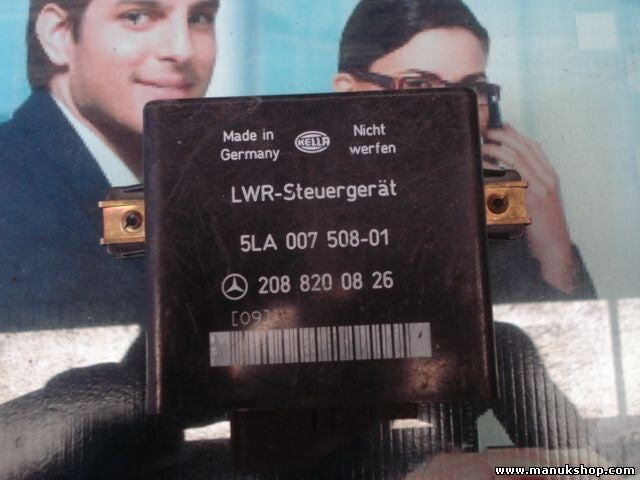 Made in Germany
HELLA
Nicht werfen
LWR-Steuergerät
5LA 007 508-01
208 820 08 26
[09]
www.manukshop.com